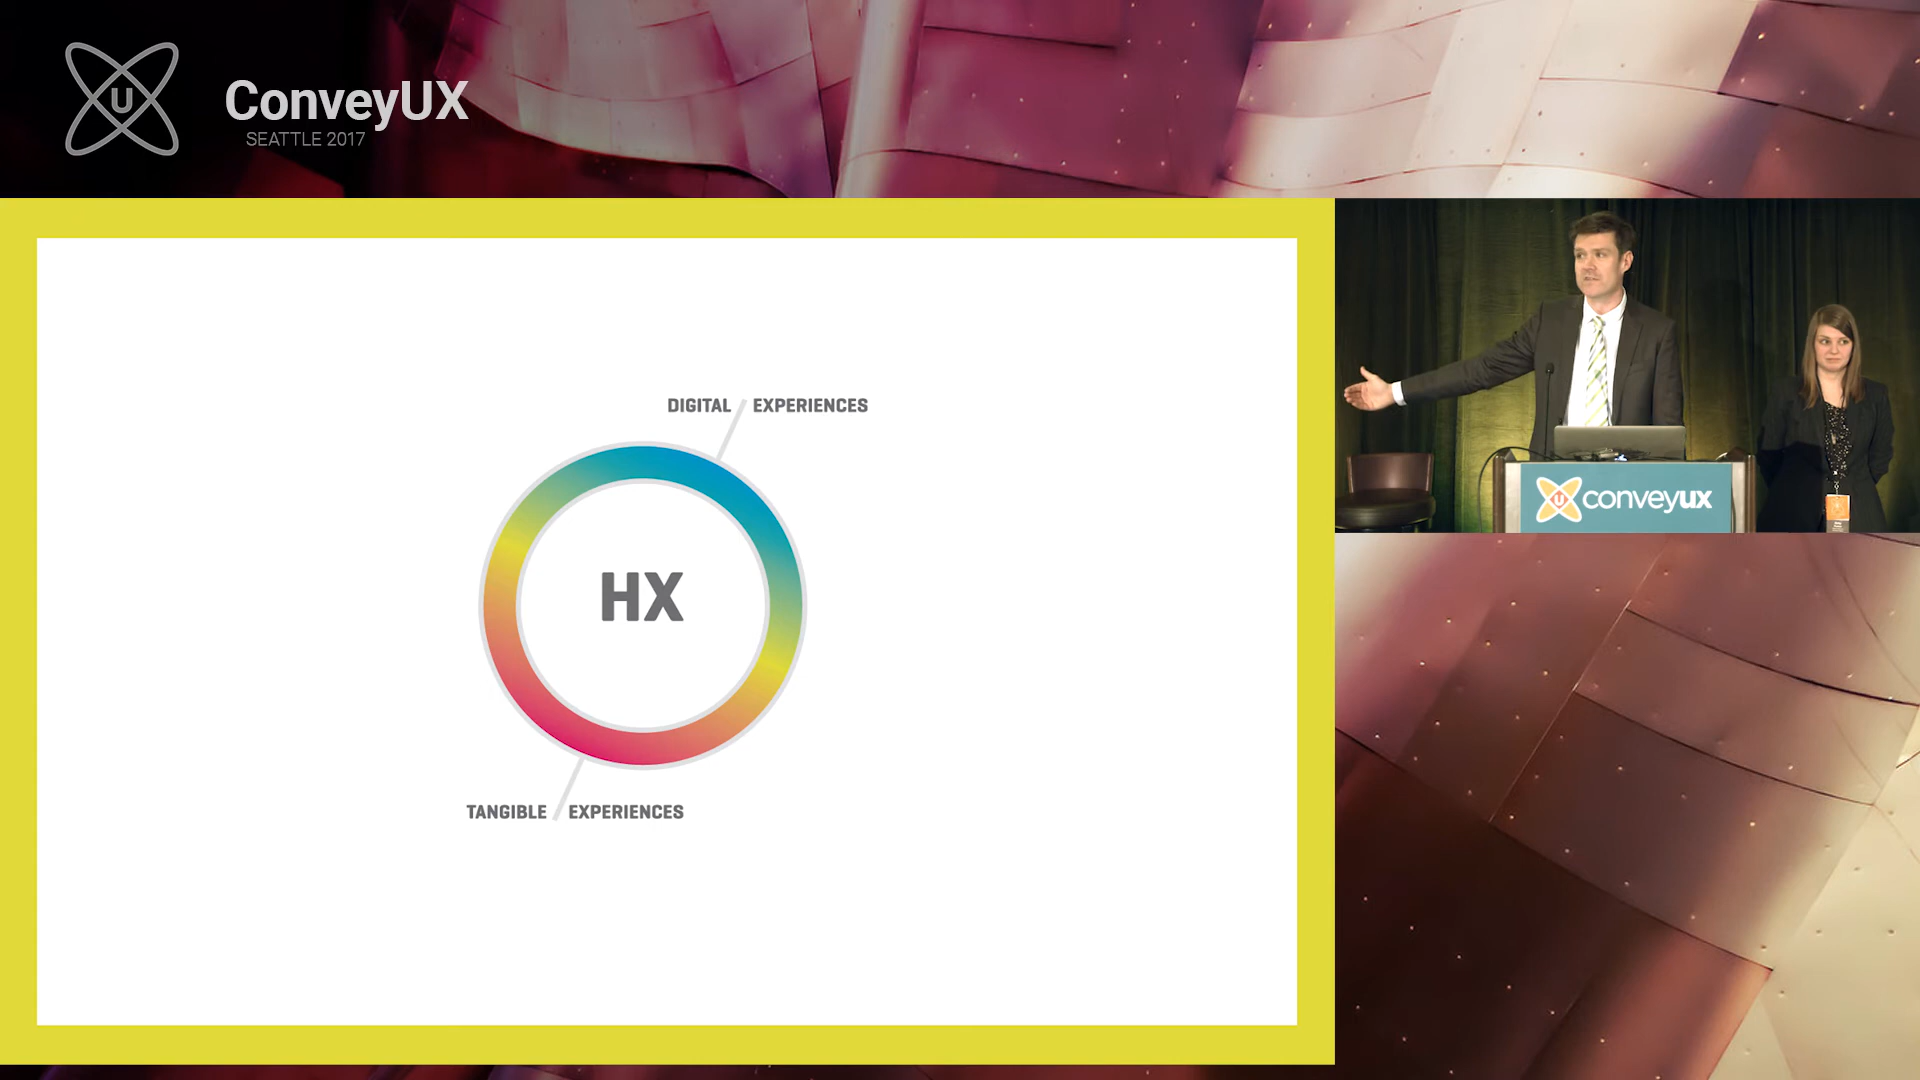 U
ConveyUX
SEATTLE 2017
DIGITAL / EXPERIENCES
HX
TANGIBLE / EXPERIENCES
U conveyux